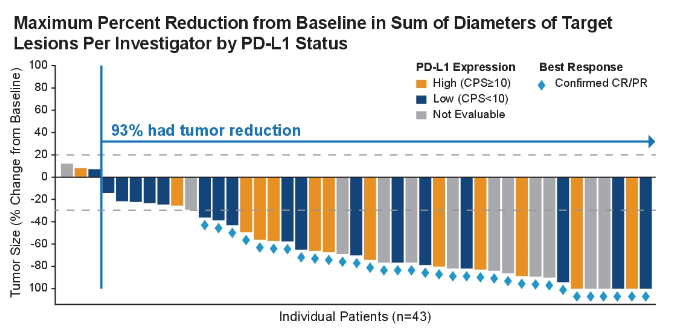 Maximum Percent Reduction from Baseline in Sum of Diameters of Target
Lesions Per Investigator by PD-L1 Status
PD-L1 Expression
High (CPS≥10)
Low (CPS<10)
Not Evaluable
Best Response
Confirmed CR/PR
93% had tumor reduction
Tumor Size (% Change from Baseline)
100
80
60
40
20
0
-20
-40
-60
-80
100
Individual Patients (n=43)